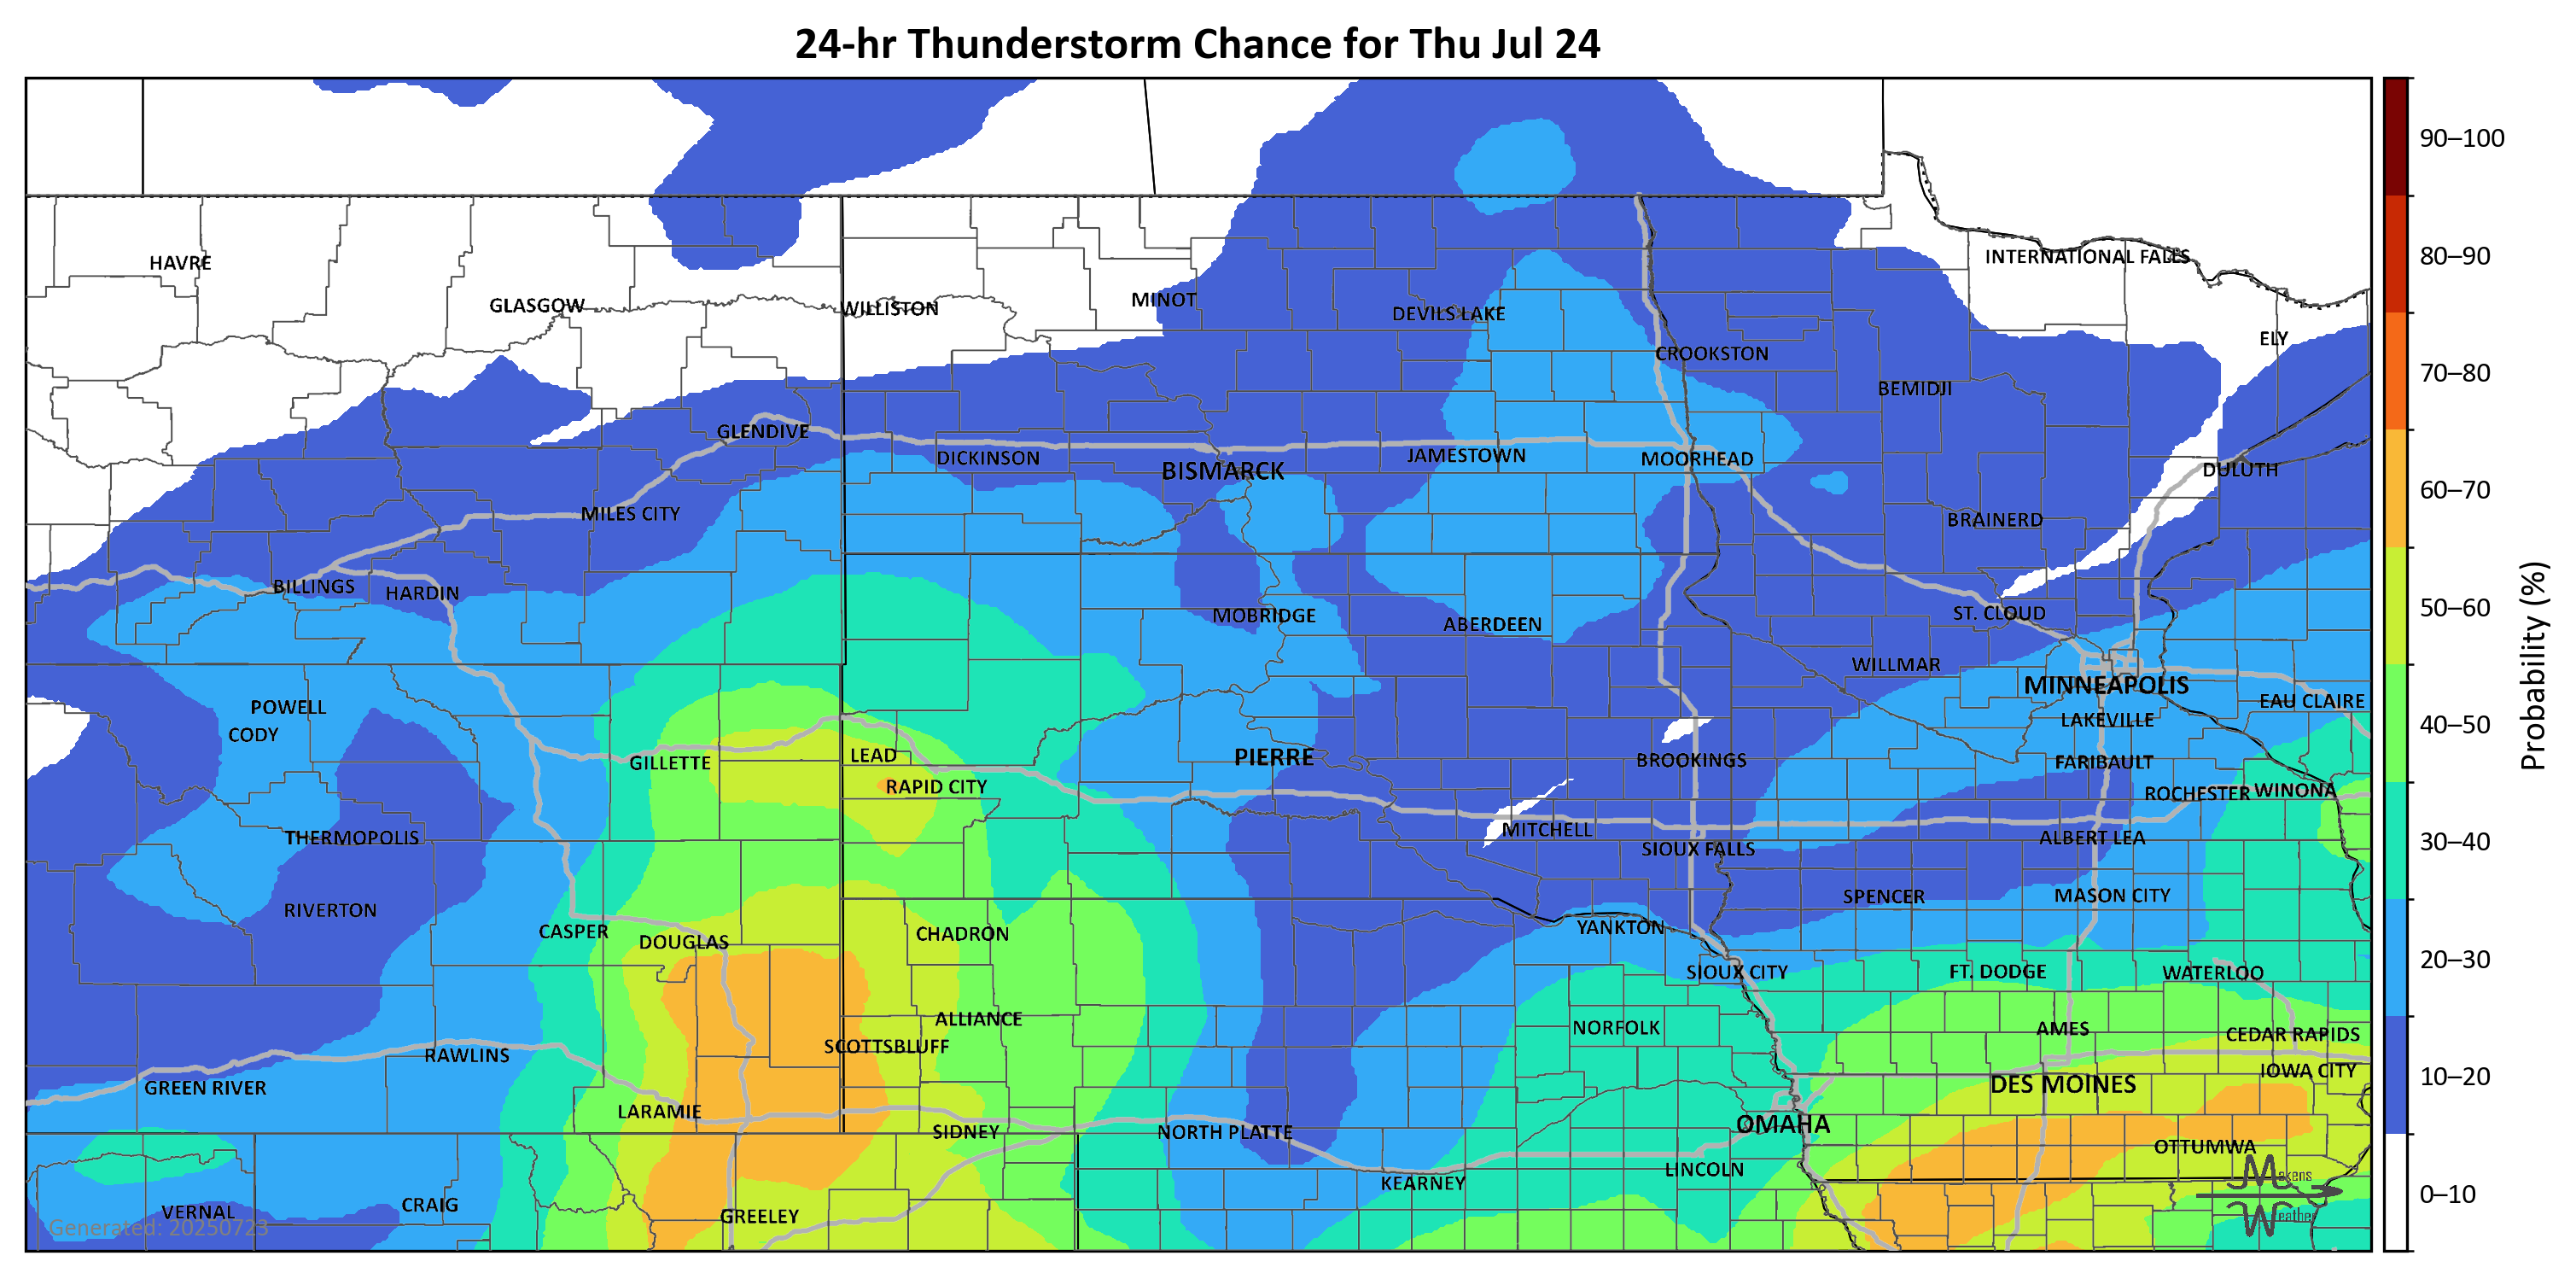 24-hr Thunderstorm Chance for Thu Jul 24
90–100
80–90
70–80
60–70
50–60
40–50
30–40
20–30
10–20
0–10
Probability (%)
HAVRE
INTERNATIONAL FALLS
GLASGOW
WILLISTON
MINOT
DEVILS LAKE
ELY
CROOKSTON
BEMIDJI
GLENDIVE
DICKINSON
BISMARCK
JAMESTOWN
MOORHEAD
DULUTH
MILES CITY
BRAINERD
BILLINGS
HARDIN
MOBRIDGE
ABERDEEN
ST. CLOUD
WILLMAR
MINNEAPOLIS
POWELL
EAU CLAIRE
CODY
LAKEVILLE
GILLETTE
LEAD
PIERRE
BROOKINGS
FARIBAULT
RAPID CITY
ROCHESTER
WINONA
THERMOPOLIS
MITCHELL
ALBERT LEA
SIOUX FALLS
RIVERTON
SPENCER
MASON CITY
CASPER
DOUGLAS
CHADRON
YANKTON
SIOUX CITY
FT. DODGE
WATERLOO
ALLIANCE
NORFOLK
AMES
CEDAR RAPIDS
RAWLINS
SCOTTSBLUFF
GREEN RIVER
DES MOINES
IOWA CITY
LARAMIE
SIDNEY
NORTH PLATTE
OMAHA
OTTUMWA
LINCOLN
KEARNEY
VERNAL
CRAIG
GREELEY
Generated: 20250723
Makens
Weather